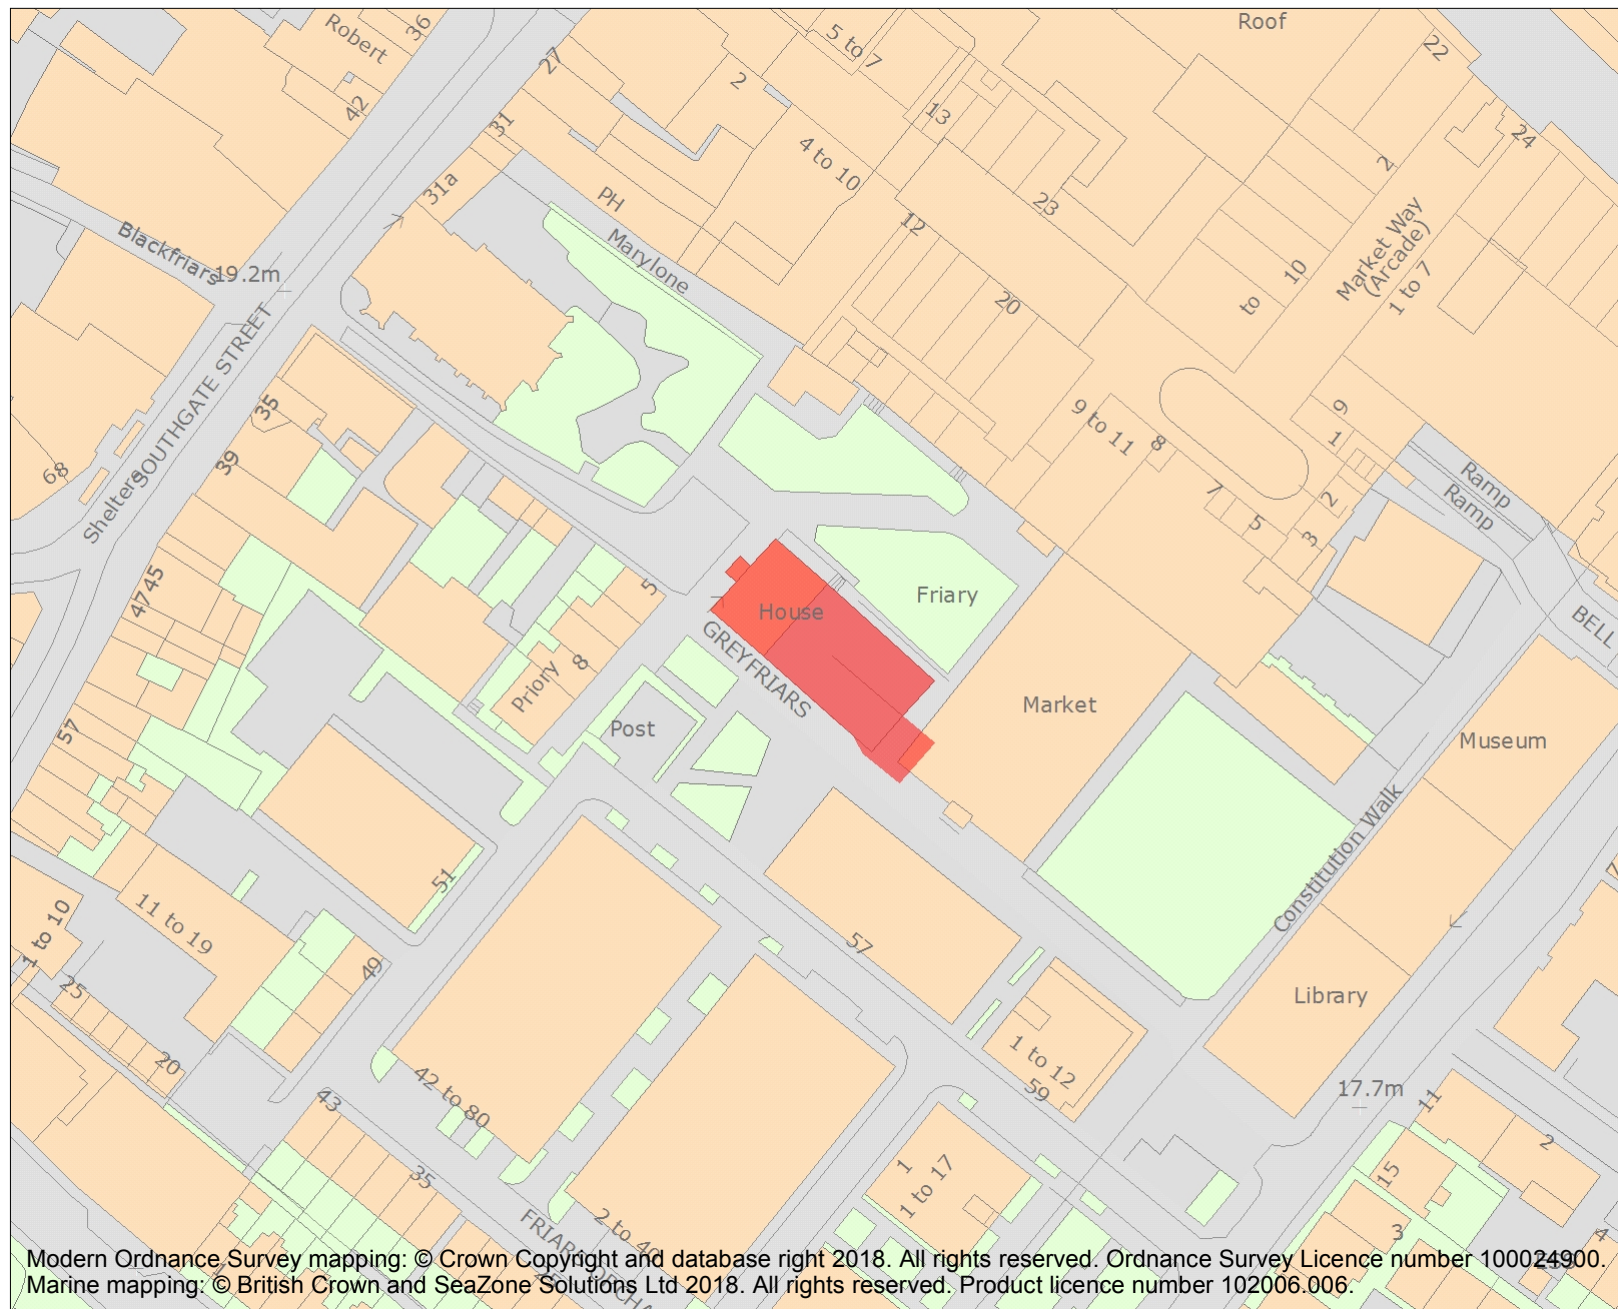 Roof
36
Robert
5 to 7
22
27
2
42
13
31
24
4 to 10
2
31a
PH
23
12
Market Way
(Arcade)
1 to 7
Blackfriars
Marylone
19.2m
10
to
20
SOUTHGATE STREET
35
9 to 11
8
9
1
39
68
Shelters
7
5
2
3
Ramp
Ramp
45
47
5
House
Friary
BELL
GREYFRIARS
8
Priory
Post
Market
57
Museum
Constitution Walk
51
11 to 19
1 to 10
49
57
25
Library
20
1 to 12
59
42 to 80
43
17.7m
11
2
1
1 to 17
15
35
FRIARS
2 to 40
3
4
Modern Ordnance Survey mapping: © Crown Copyright and database right 2018. All rights reserved. Ordnance Survey Licence number 100024900.
Marine mapping: © British Crown and SeaZone Solutions Ltd 2018. All rights reserved. Product licence number 102006.006.